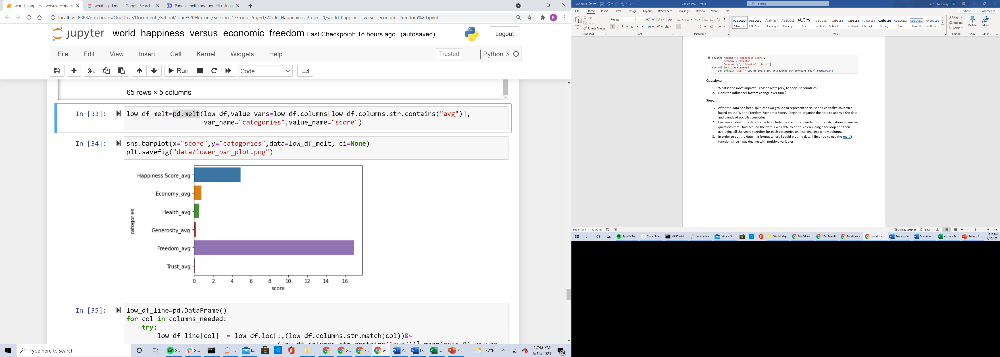 world_happiness_versus_econom
what is pd.melt - Google Search
Pandas melt() and unmelt using
localhost:8888/notebooks/OneDrive/Documents/School/John%20Hopkins/Session_7_Group_Project/World_Happeniess_Project_1/world_happiness_versus_economic_freedom%20.ipynb
R
jupyter world_happiness_versus_economic_freedom Last Checkpoint: 18 hours ago (autosaved)
Logout
File Edit View Insert Cell Kernel Widgets Help
Trusted Python 3
Run Code
65 rows × 5 columns
In [33]: low_df_melt=pd.melt(low_df,value_vars=low_df.columns[low_df.columns.str.contains("avg")],
var_name="catogories",value_name="score")
In [34]: sns.barplot(x="score",y="catogories",data=low_df_melt, ci=None)
plt.savefig("data/lower_bar_plot.png")
Happiness Score_avg
Economy_avg
Health_avg
catogories
Generosity_avg
Freedom_avg
Trust_avg
0 2 4 6 8 10 12 14 16
score
In [35]: low_df_line=pd.DataFrame()
for col in columns_needed:
try:
low_df_line[col] = low_df.loc[:,(low_df.columns.str.match(col))&~
Type here to search
S... Sl... J... I... 2... F... w... P... D... r... P...
77°F
12:43 PM
6/15/2021
24
AutoSave Off
Document2 - Word
Search
Rachel Newberry RN
File Home Insert Draw Design Layout References Mailings Review View Help
Share Comments
Paste
Cut
Copy
Format Painter
Clipboard
Roboto 11
Font
Paragraph
AaBbCcDc AaBbCcDc AaBbCc AaBbCcC AaB AaBbCcC AaBbCcDc AaBbCcDc AaBbCcDc AaBbCcDc AaBbCcDc AaBbCcDc AABBCCDC
¶ Normal ¶ No Spac... Heading 1 Heading 2 Title Subtitle Subtle Em... Emphasis Intense E... Strong Quote Intense Q... Subtle Ref...
Styles
Find
Replace
Select
Editing
Dictate
Voice
Editor
Editor
columns_needed = ['Happiness Score',
'Economy', 'Health',
'Generosity', 'Freedom', 'Trust']
for col in columns_needed:
low_df[col+"_avg"]= low_df.loc[:,low_df.columns.str.contains(col)].mean(axis=1)
Questions:
1. What is the most impactful reason (category) to socialist countries?
2. Does the influencer factors change over time?
Steps:
1. After the data had been split into two groups to represent socialist and capitalist countries
based on the World Freedom Economic Score, I begin to organize the data to analyze the data
and trends of socialist countries.
2. I narrowed down my data frame to include the columns I needed for my calculations to answer
questions that I had around the data. I was able to do this by building a for loop and then
averaging all the years together for each categories an inserting into a new column.
3. In order to get the data in a format where I could plot my data, I first had to use the melt()
function since I was dealing with multiple variables.
Page 1 of 1 142 words
Display Settings Focus 111%
Spotify Pre... Slack | Mad... MINGW64:... Jupyter No... Inbox - Gm... World_Hap... My Drive - ... 20+ Road B... Facebook -... world_hap... Presentatio... Document... rachel - Ex... Project_1_...
12:43 PM
6/15/2021